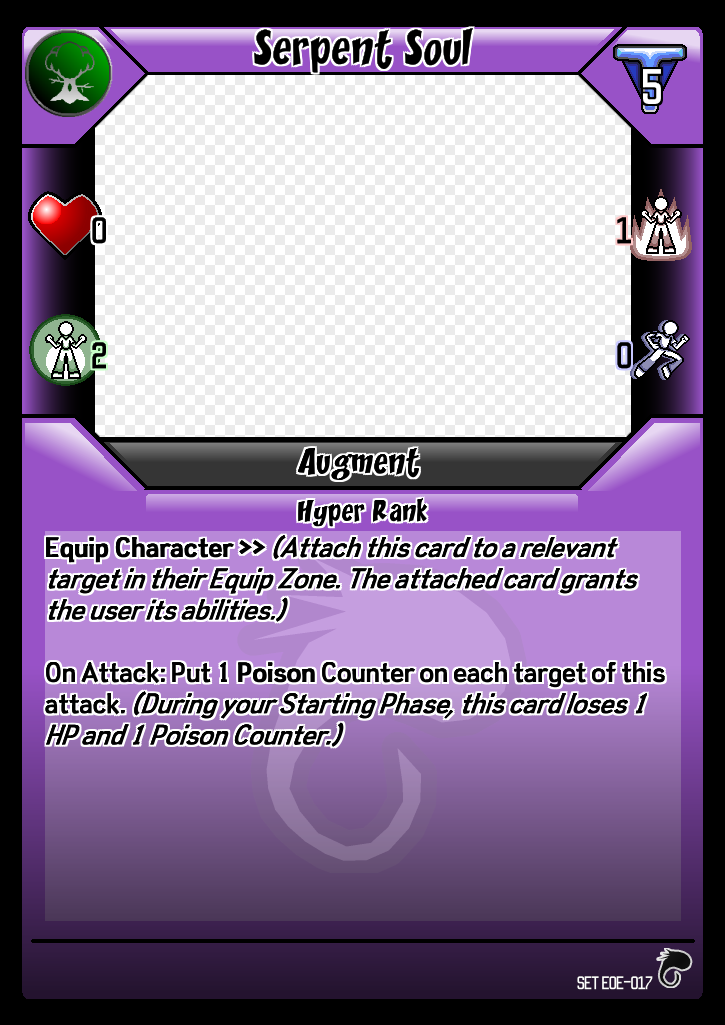 Serpent Soul
5
0
1
2
0
Augment
Hyper Rank
Equip Character >> (Attach this card to a relevant
target in their Equip Zone. The attached card grants
the user its abilities.)
On Attack: Put 1 Poison Counter on each target of this
attack. (During your Starting Phase, this card loses 1
HP and 1 Poison Counter.)
SET EOE-017